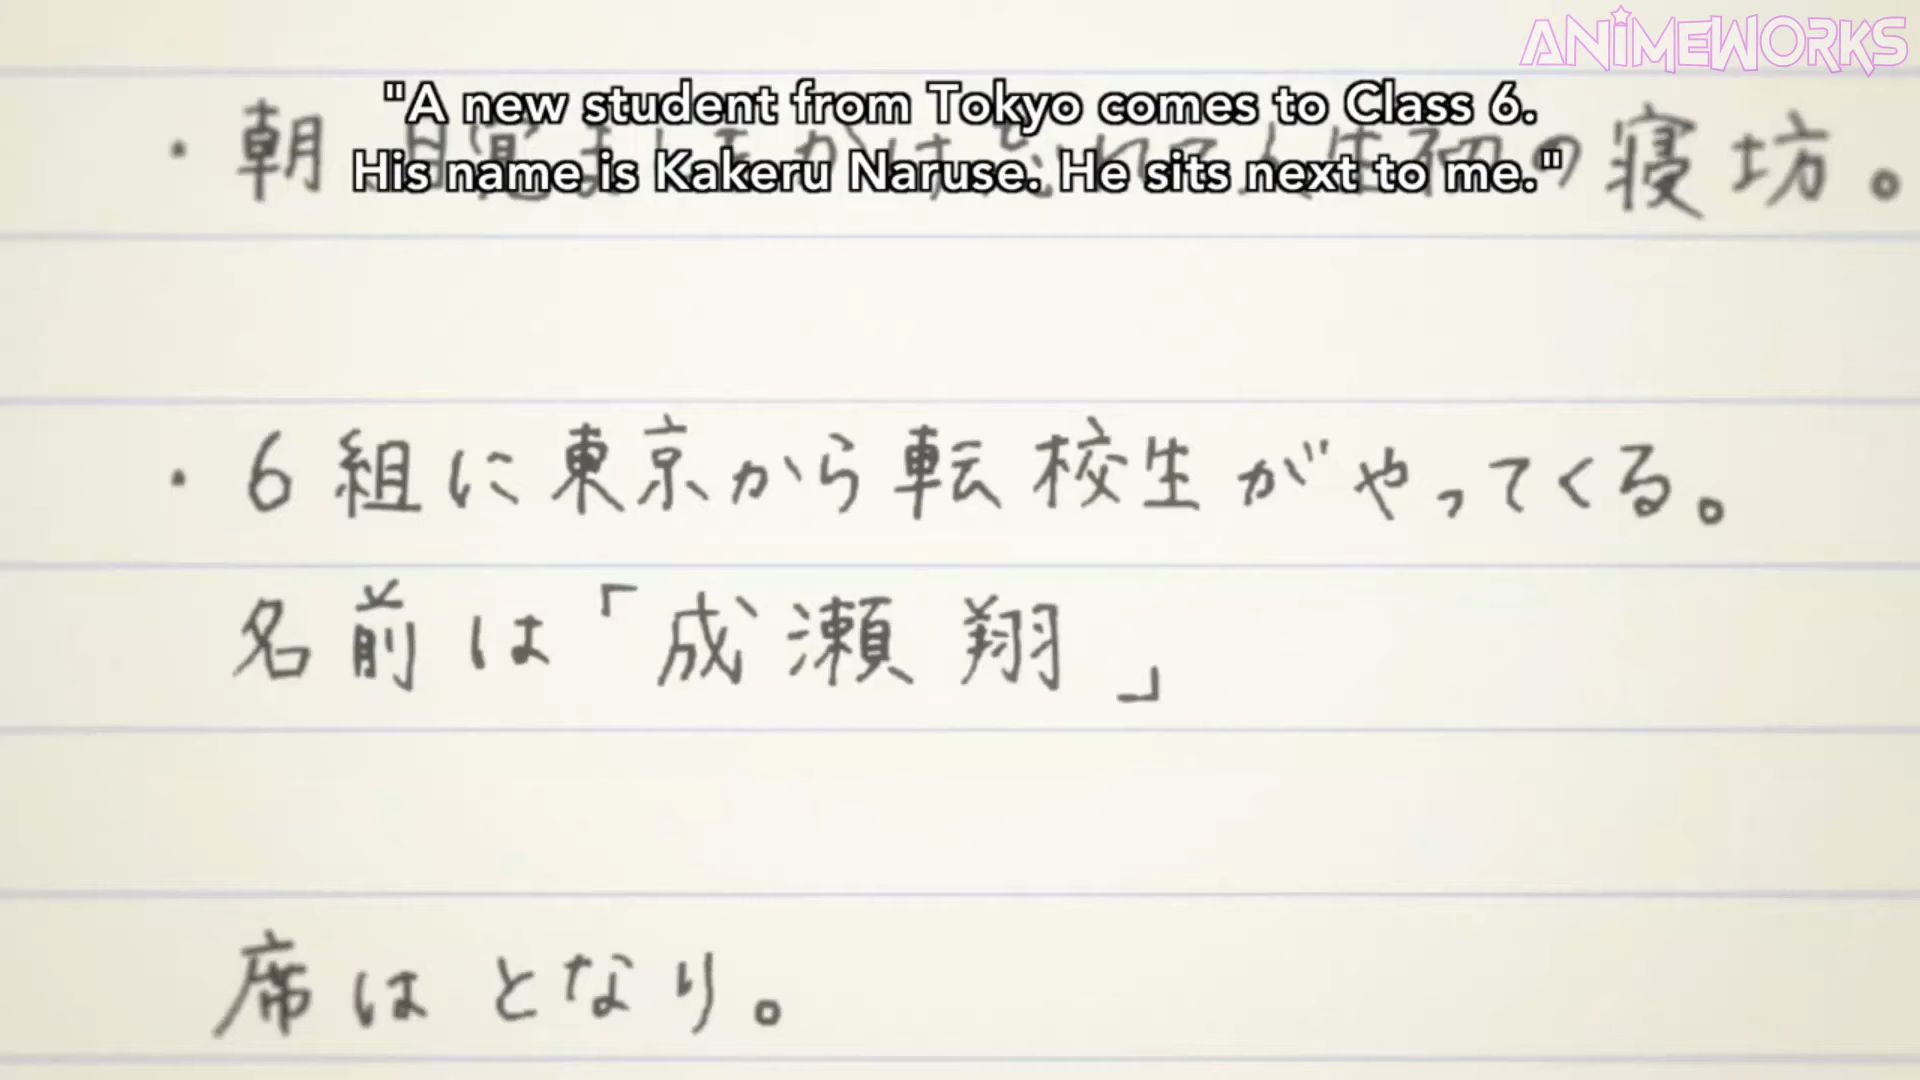 ANIMEWORKS
"A new student from Tokyo comes to Class 6.
His name is Kakeru Naruse. He sits next to me."
・朝 の寝坊。
・6組に東京から転校生がやってくる。
名前は「成瀬 翔」
席はとなり。